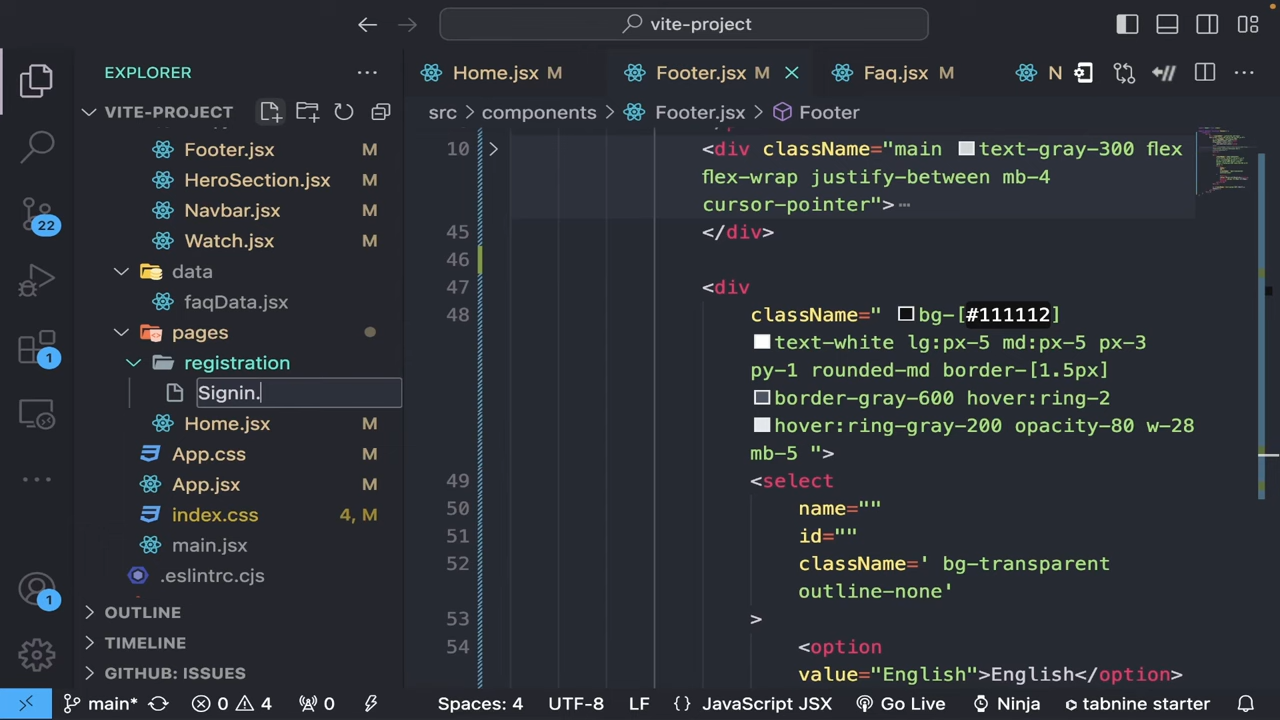 vite-project
EXPLORER
VITE-PROJECT
Footer.jsx M
HeroSection.jsx M
Navbar.jsx M
Watch.jsx M
data
faqData.jsx
pages
registration
Signin.
Home.jsx M
App.css M
App.jsx M
index.css 4, M
main.jsx
.eslintrc.cjs
OUTLINE
TIMELINE
GITHUB: ISSUES
22
1
1
Home.jsx M Footer.jsx M Faq.jsx M N
src > components > Footer.jsx > Footer
10 > <div className="main text-gray-300 flex
flex-wrap justify-between mb-4
cursor-pointer">
45 </div>
46
47 <div
48 className=" bg-[#111112]
text-white lg:px-5 md:px-5 px-3
py-1 rounded-md border-[1.5px]
border-gray-600 hover:ring-2
hover:ring-gray-200 opacity-80 w-28
mb-5 ">
49 <select
50 name=""
51 id=""
52 className=' bg-transparent
outline-none'
53 >
54 <option
value="English">English</option>
main* 0 4 0 Spaces: 4 UTF-8 LF {} JavaScript JSX Go Live Ninja tabnine starter